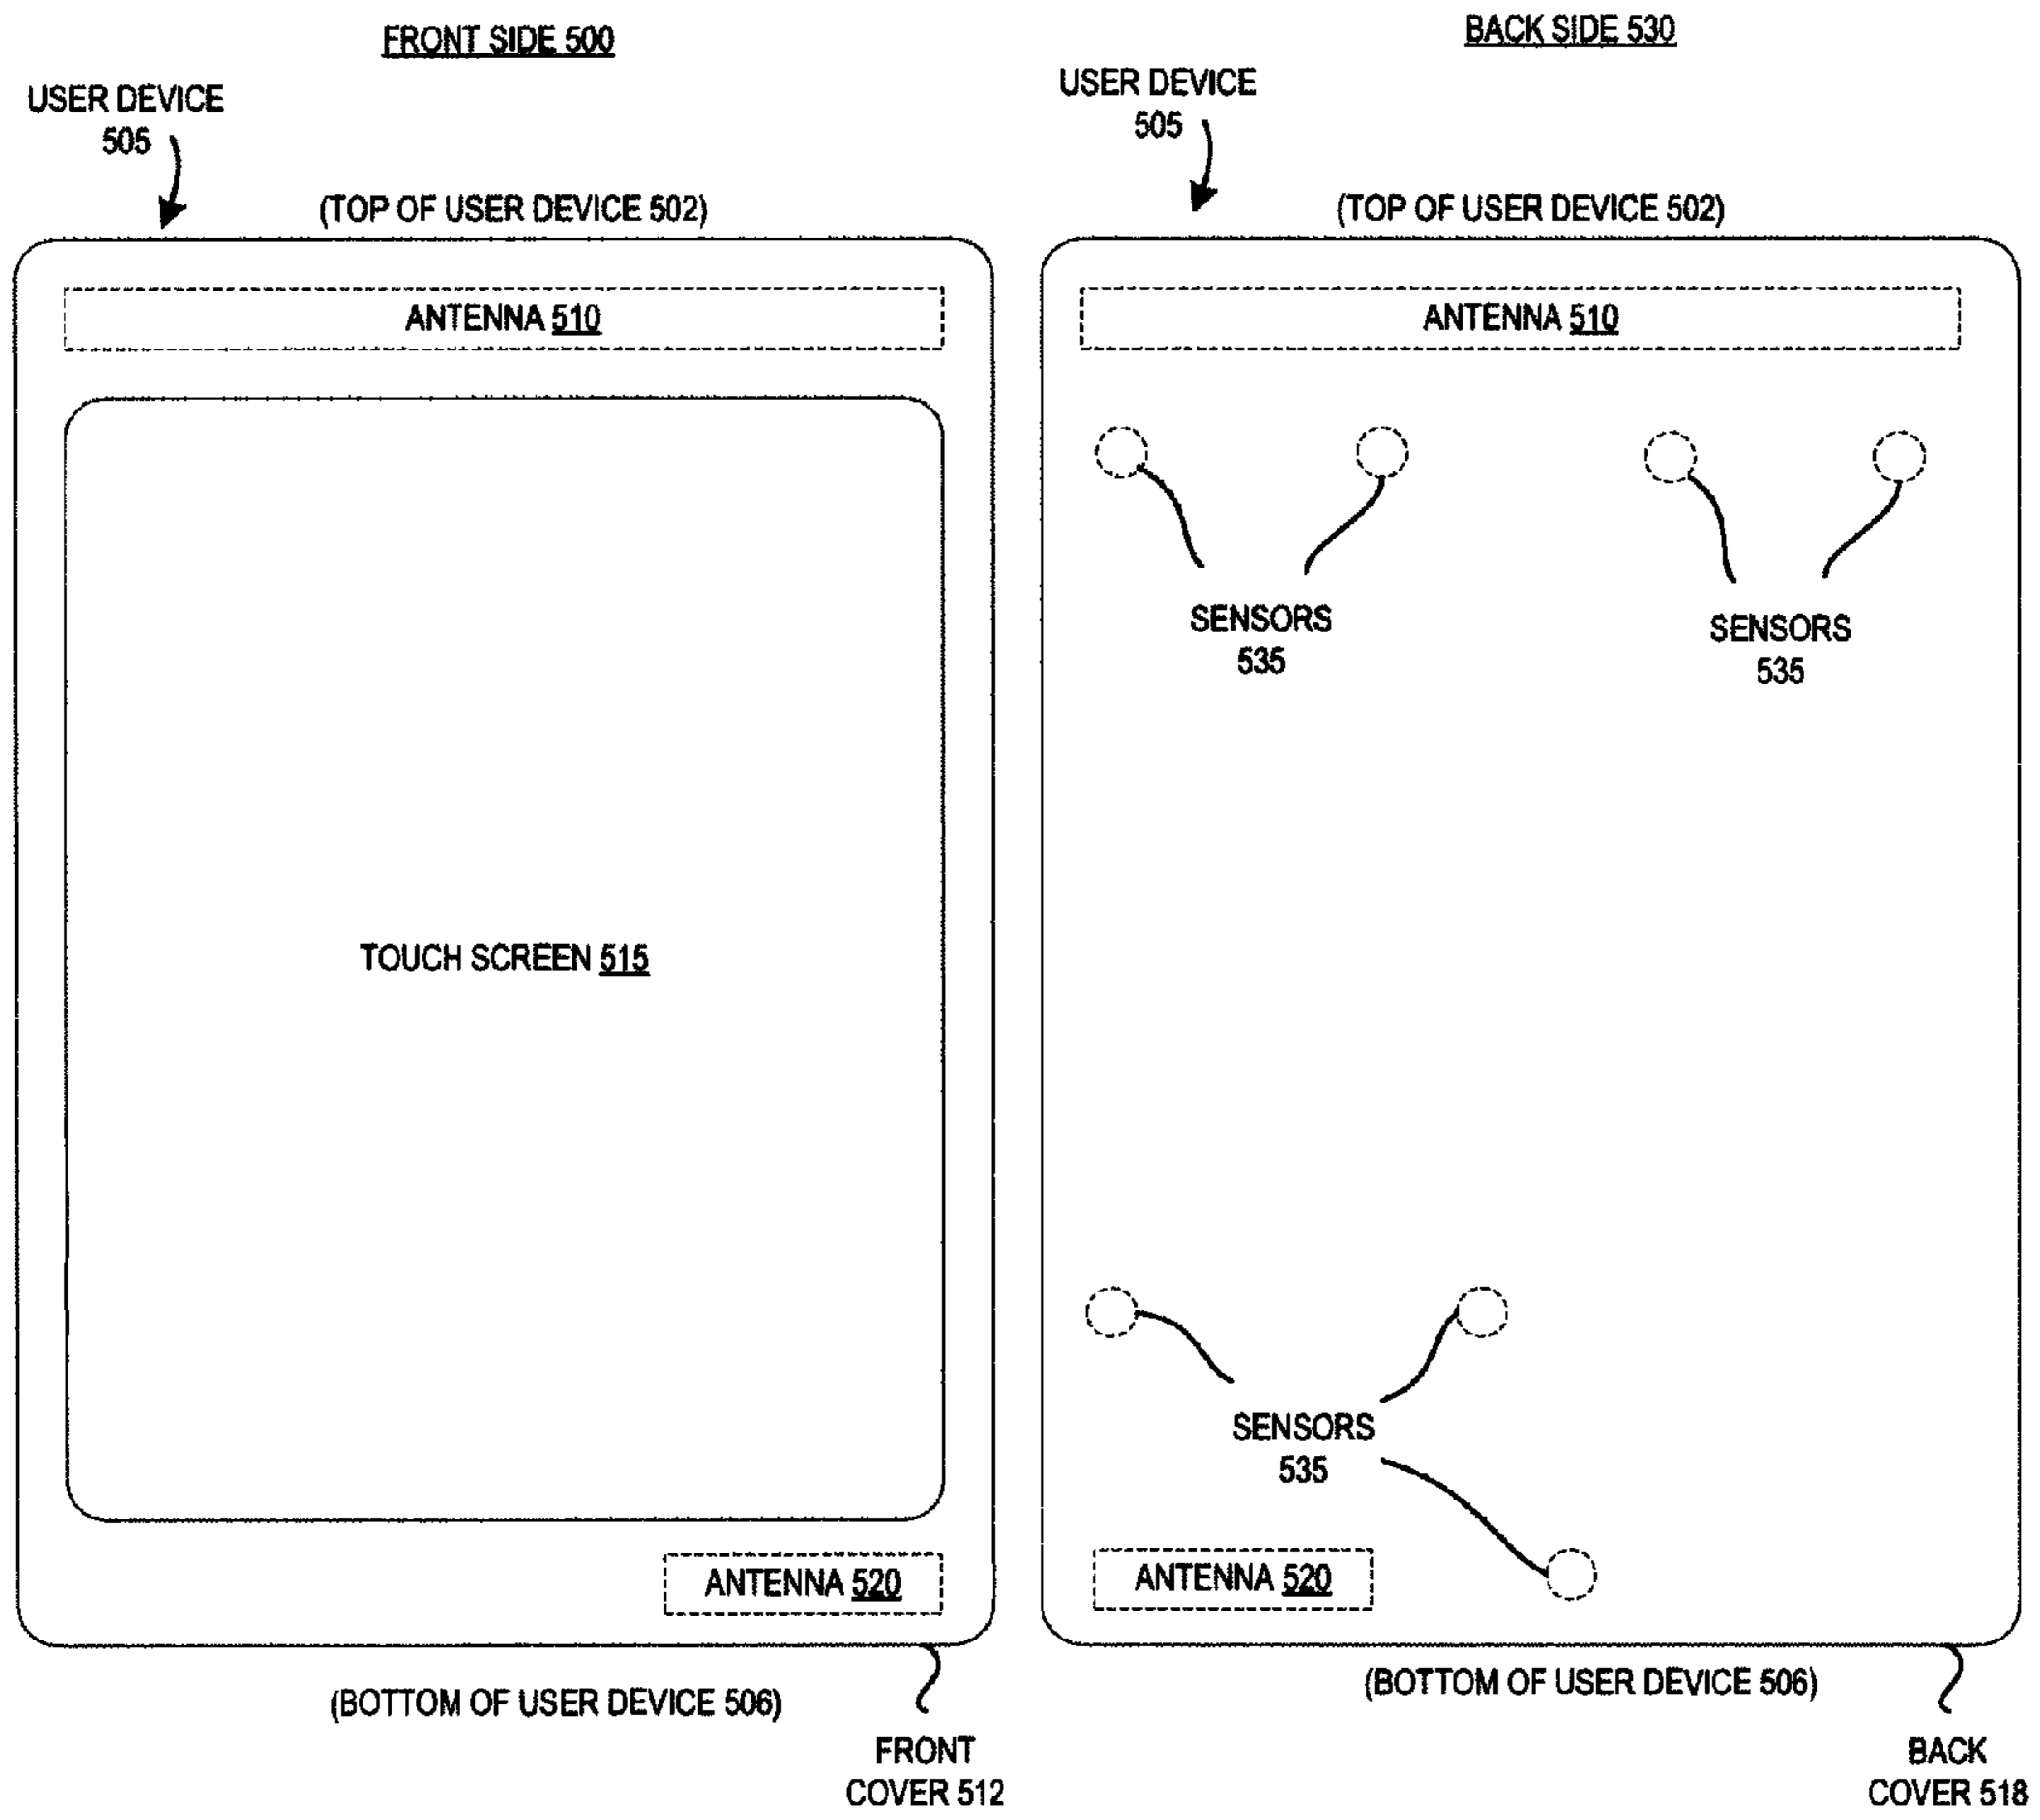 FRONT SIDE 500
USER DEVICE
505
(TOP OF USER DEVICE 502)
ANTENNA 510
TOUCH SCREEN 515
ANTENNA 520
(BOTTOM OF USER DEVICE 506)
FRONT
COVER 512
BACK SIDE 530
USER DEVICE
505
(TOP OF USER DEVICE 502)
ANTENNA 510
SENSORS
535
SENSORS
535
SENSORS
535
ANTENNA 520
(BOTTOM OF USER DEVICE 506)
BACK
COVER 518